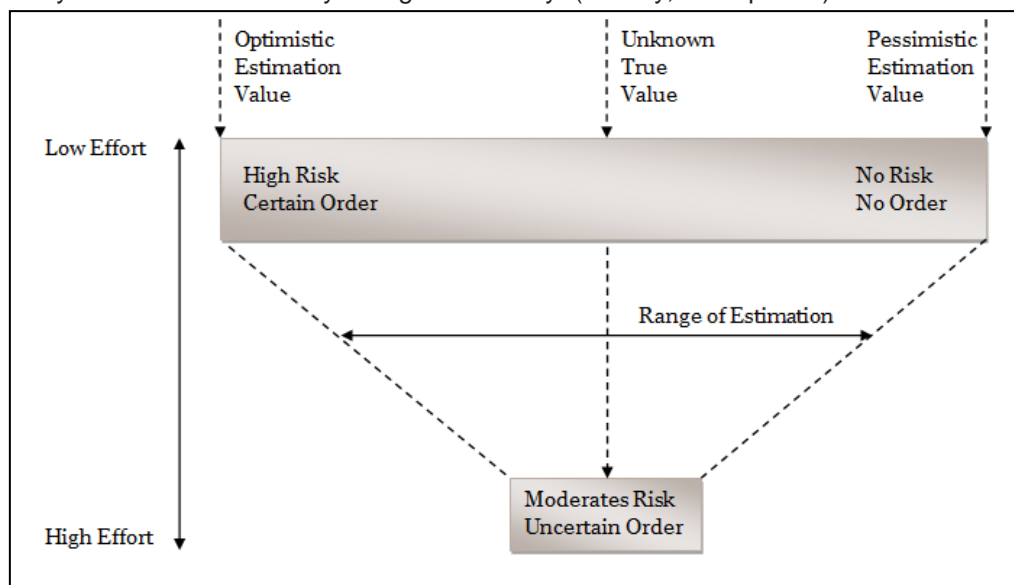 Optimistic
Estimation
Value
Unknown
True
Value
Pessimistic
Estimation
Value
Low Effort
High Risk
Certain Order
No Risk
No Order
Range of Estimation
Moderates Risk
Uncertain Order
High Effort